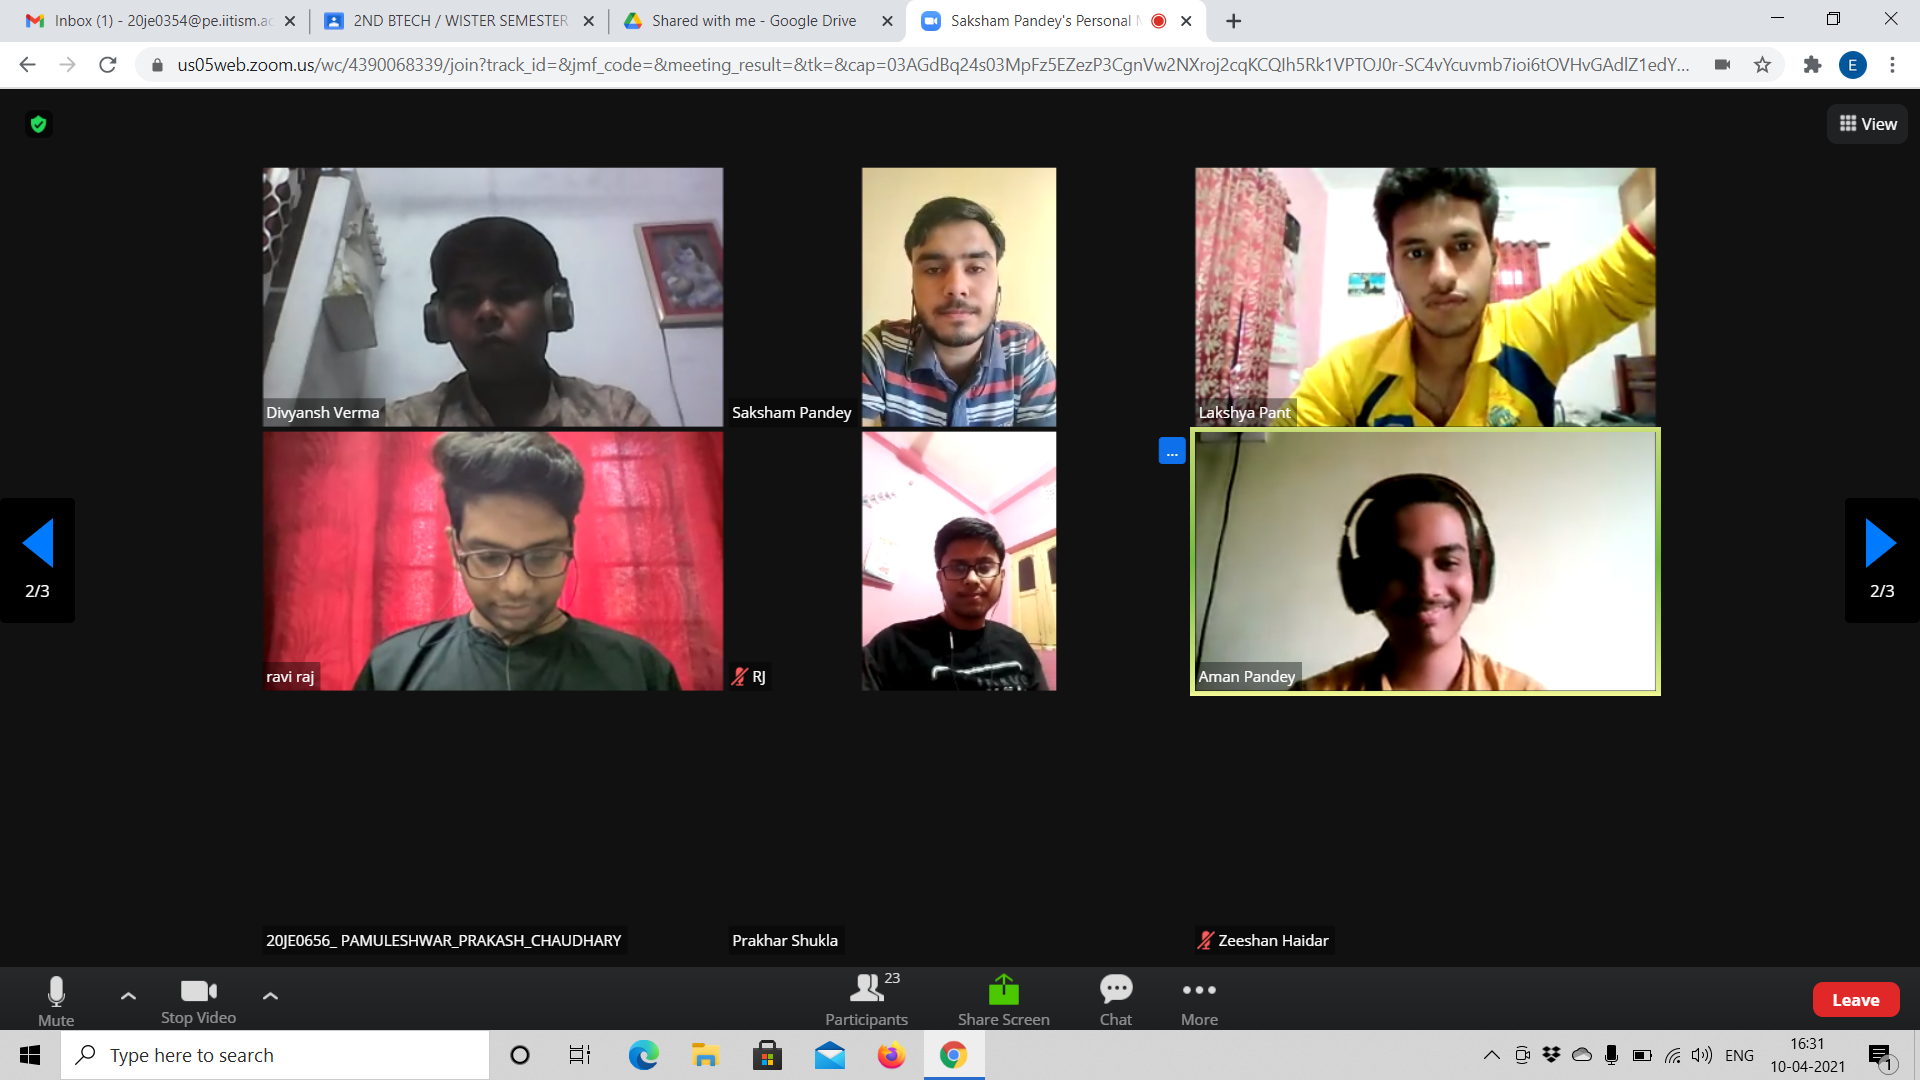 Inbox (1) - 20je0354@pe.iitism.ac
2ND BTECH / WISTER SEMESTER
Shared with me - Google Drive
Saksham Pandey's Personal M
us05web.zoom.us/wc/4390068339/join?track_id=&jmf_code=&meeting_result=&tk=&cap=03AGdBq24s03MpFz5EZezP3CgnVw2NXroj2cqKCQlh5Rk1VPTOJ0r-SC4vYcuvmb7ioi6tOVHvGAdlZ1edY...
E
View
Divyansh Verma
Saksham Pandey
Lakshya Pant
...
2/3
2/3
ravi raj
RJ
Aman Pandey
20JE0656_ PAMULESHWAR_PRAKASH_CHAUDHARY
Prakhar Shukla
Zeeshan Haidar
Mute
Stop Video
23
Participants
Share Screen
Chat
More
Leave
Type here to search
ENG
16:31
10-04-2021
1